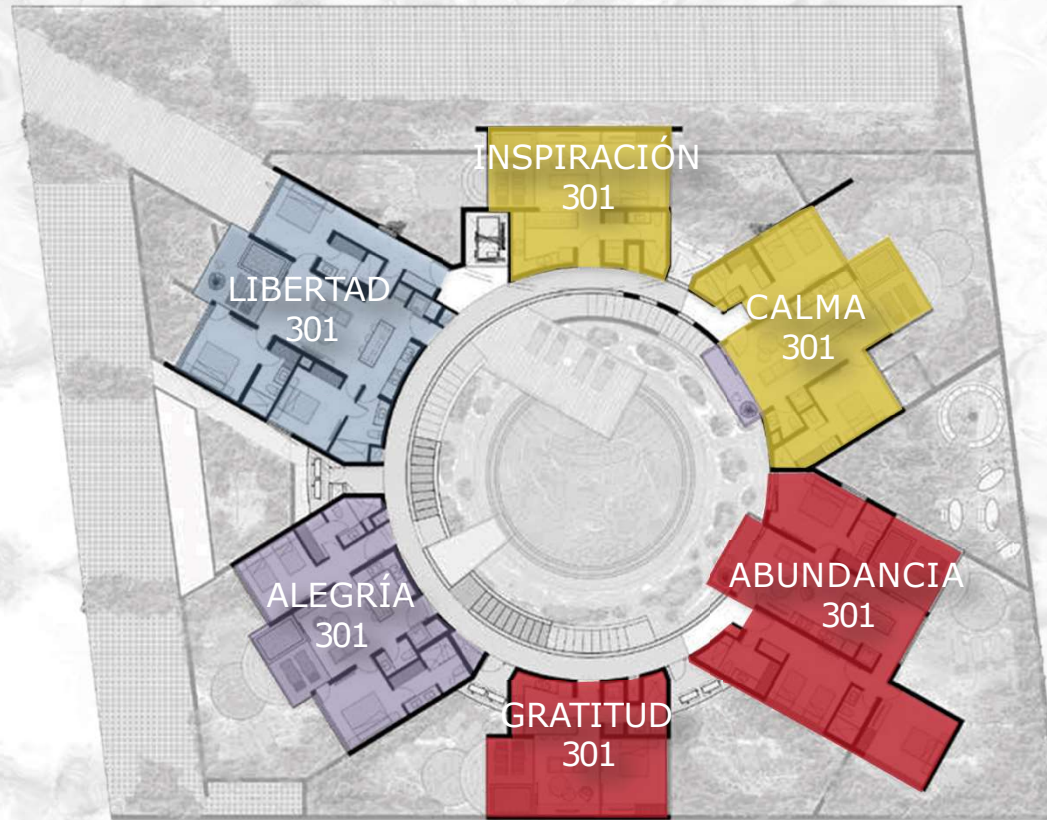 INSPIRACIÓN
301
LIBERTAD
301
CALMA
301
ALEGRÍA
301
ABUNDANCIA
301
GRATITUD
301